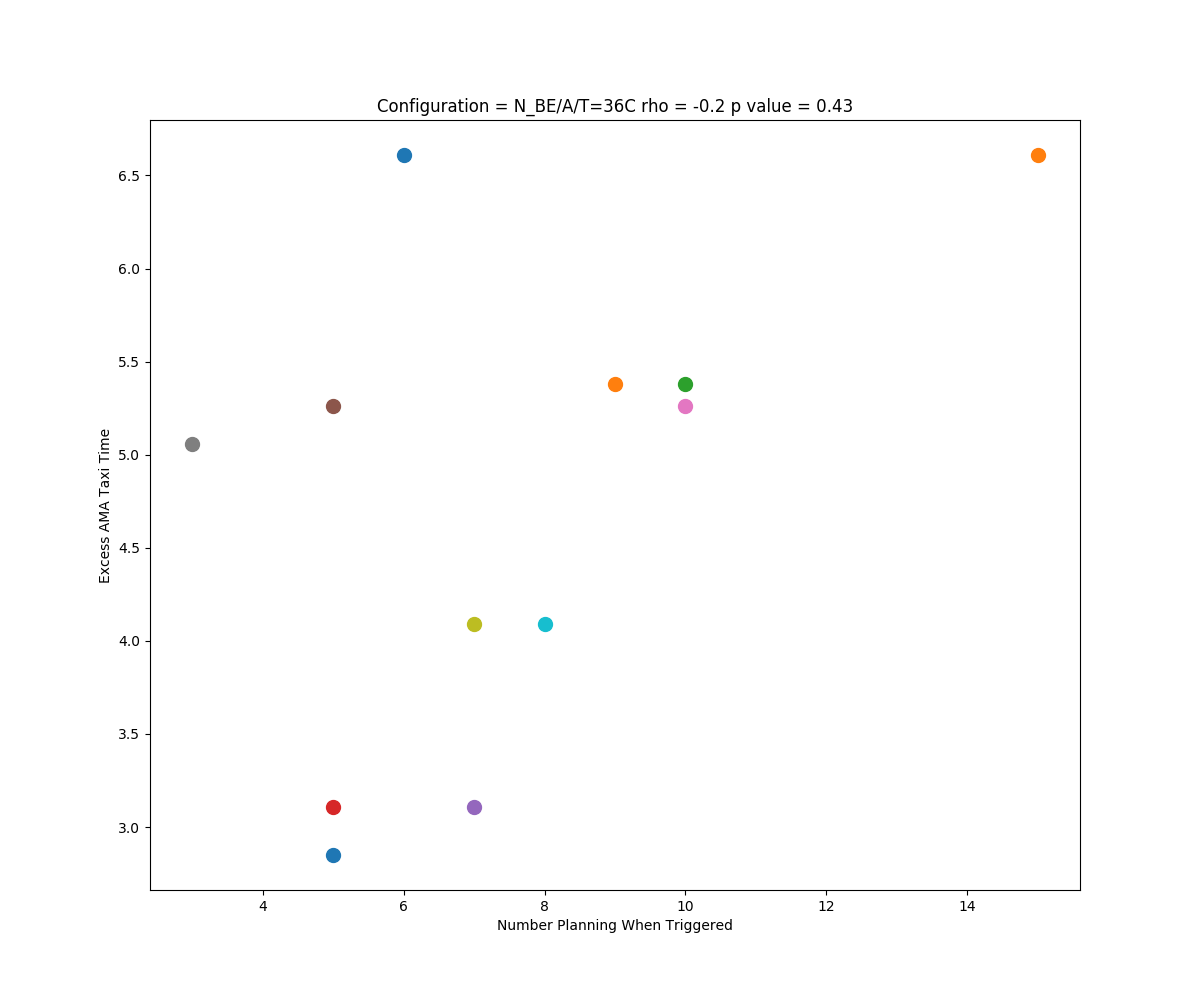 Configuration = N_BE/A/T=36C rho = -0.2 p value = 0.43
6.5
6.0
5.5
5.0
4.5
4.0
3.5
3.0
Excess AMA Taxi Time
4 6 8 10 12 14
Number Planning When Triggered